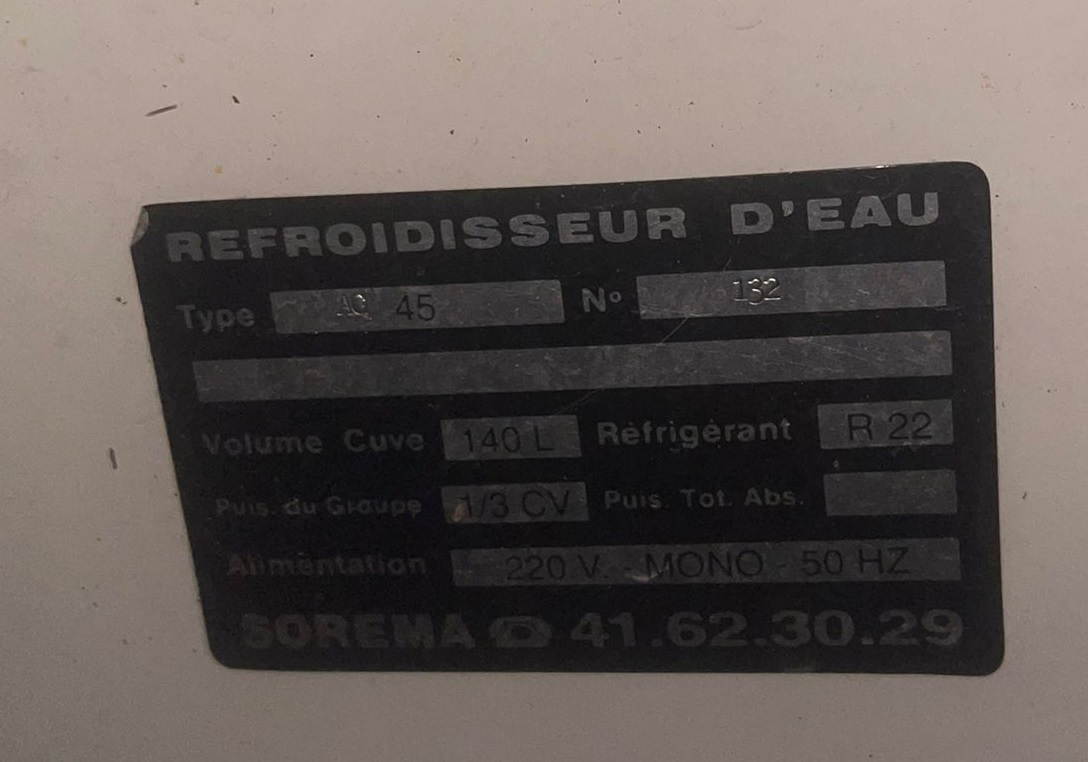 REFROIDISSEUR D'EAU
Type 45 N° 132
Volume Cuve 140 L Réfrigérant R 22
Puis. du Groupe 1/3 CV Puis. Tot. Abs.
Alimentation 220 V. - MONO - 50 HZ
SOREMA 41.62.30.29